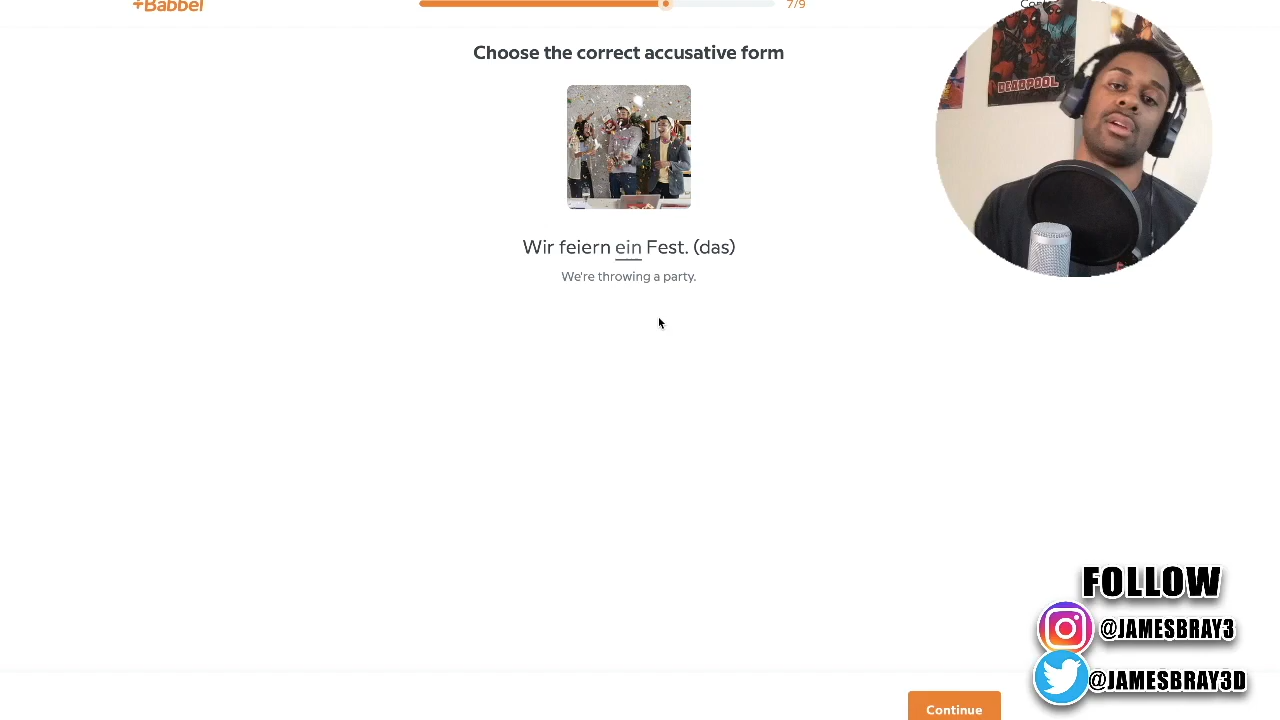 +Babbel
7/9
Choose the correct accusative form
DEADPOOL
Wir feiern ein Fest. (das)
We're throwing a party.
FOLLOW
@JAMESBRAY3
@JAMESBRAY3D
Continue